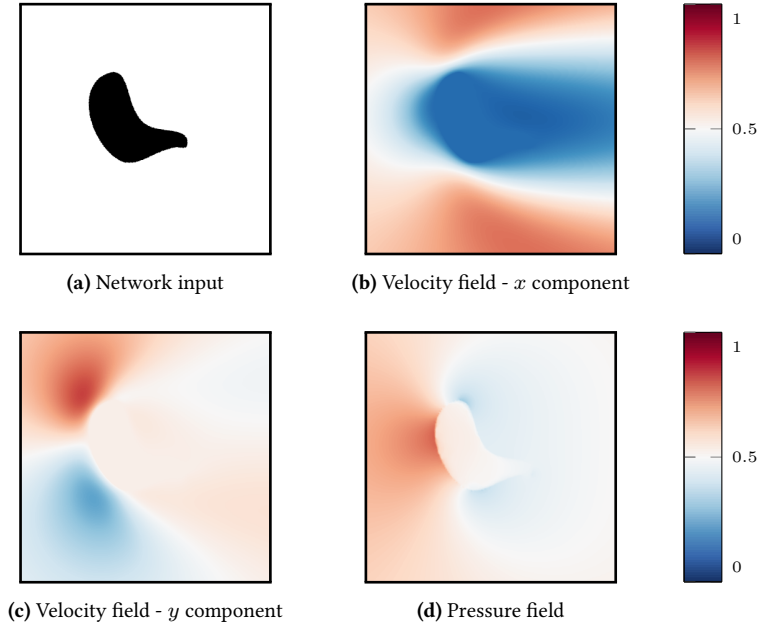 1
0.5
0
(a) Network input
(b) Velocity field - x component
1
0.5
0
(c) Velocity field - y component
(d) Pressure field